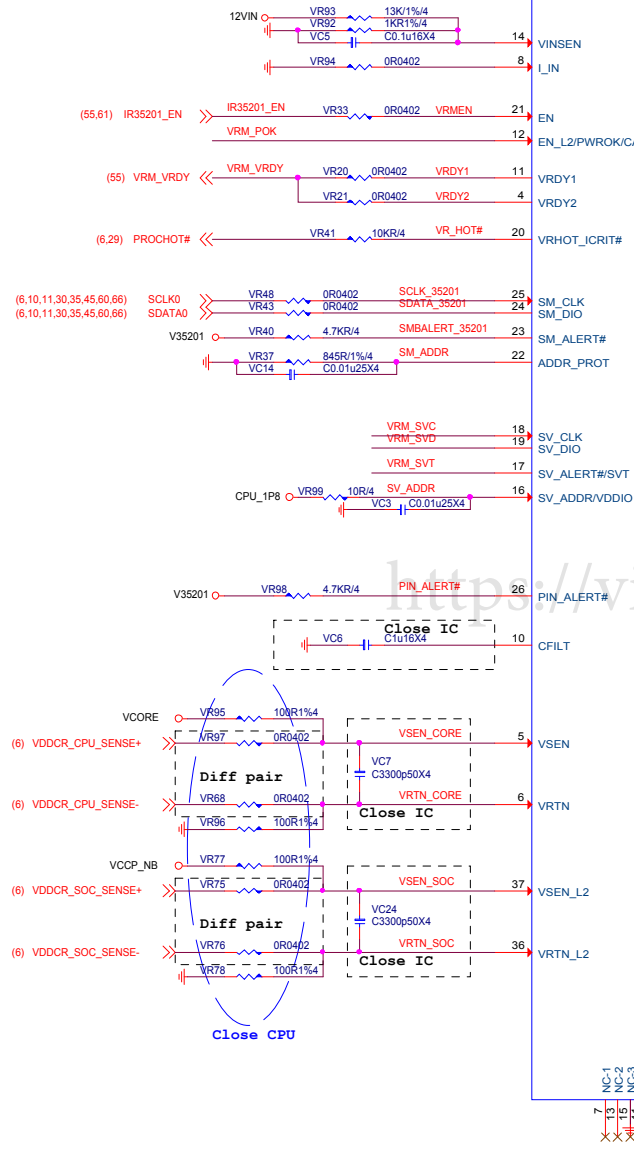 12VIN VR93 13K/1%/4
VR92 1KR1%/4
VC5 C0.1u16X4 14 VINSEN
VR94 0R0402 8 I_IN
(55,61) IR35201_EN IR35201_EN VR33 0R0402 VRMEN 21 EN
VRM_POK 12 EN_L2/PWROK/CA
(55) VRM_VRDY VRM_VRDY VR20 0R0402 VRDY1 11 VRDY1
VR21 0R0402 VRDY2 4 VRDY2
(6,29) PROCHOT# VR41 10KR/4 VR_HOT# 20 VRHOT_ICRIT#
(6,10,11,30,35,45,60,66) SCLK0 VR48 0R0402 SCLK_35201 25 SM_CLK
(6,10,11,30,35,45,60,66) SDATA0 VR43 0R0402 SDATA_35201 24 SM_DIO
V35201 VR40 4.7KR/4 SMBALERT_35201 23 SM_ALERT#
VR37 845R/1%/4 SM_ADDR 22 ADDR_PROT
VC14 C0.01u25X4
VRM_SVC 18 SV_CLK
VRM_SVD 19 SV_DIO
VRM_SVT 17 SV_ALERT#/SVT
CPU_1P8 VR99 10R/4 SV_ADDR 16 SV_ADDR/VDDIO
VC3 C0.01u25X4
https://v
V35201 VR98 4.7KR/4 PIN_ALERT# 26 PIN_ALERT#
Close IC
VC6 C1u16X4 10 CFILT
VCORE VR95 100R1%4
(6) VDDCR_CPU_SENSE+ VR97 0R0402 VSEN_CORE 5 VSEN
Diff pair VC7
C3300p50X4
(6) VDDCR_CPU_SENSE- VR68 0R0402 VRTN_CORE 6 VRTN
Close IC
VR96 100R1%4
VCCP_NB VR77 100R1%4
(6) VDDCR_SOC_SENSE+ VR75 0R0402 VSEN_SOC 37 VSEN_L2
Diff pair VC24
C3300p50X4
(6) VDDCR_SOC_SENSE- VR76 0R0402 VRTN_SOC 36 VRTN_L2
Close IC
VR78 100R1%4
Close CPU
NC-1
NC-2
NC-3
7
13
15